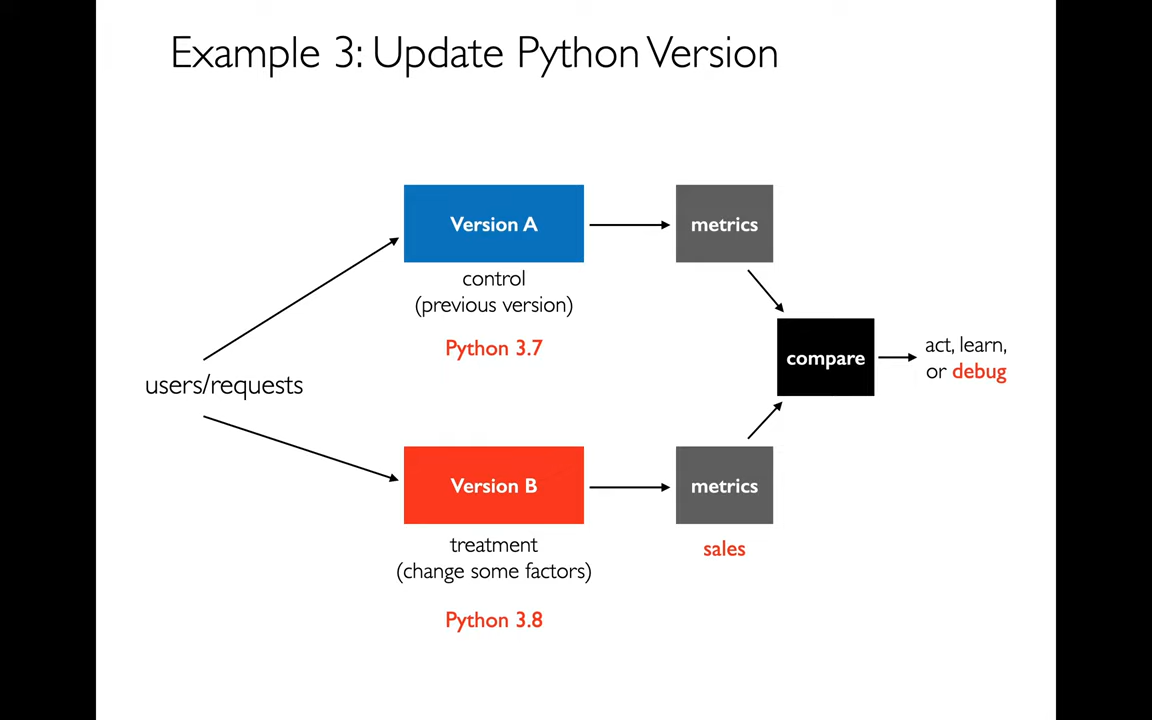 Example 3: Update Python Version
Version A
metrics
control
(previous version)
Python 3.7
users/requests
compare
act, learn,
or debug
Version B
metrics
treatment
(change some factors)
Python 3.8
sales